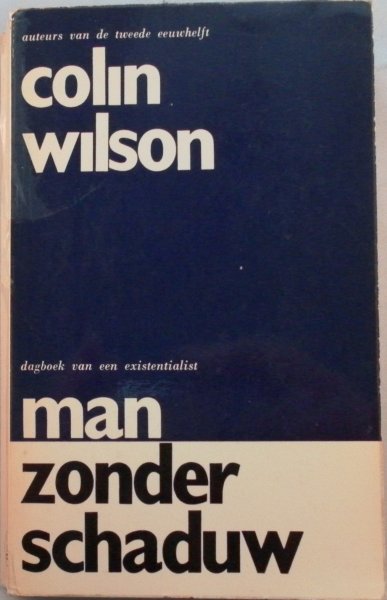 auteurs van de tweede eeuwhelft
colin
wilson
dagboek van een existentialist
man
zonder
schaduw